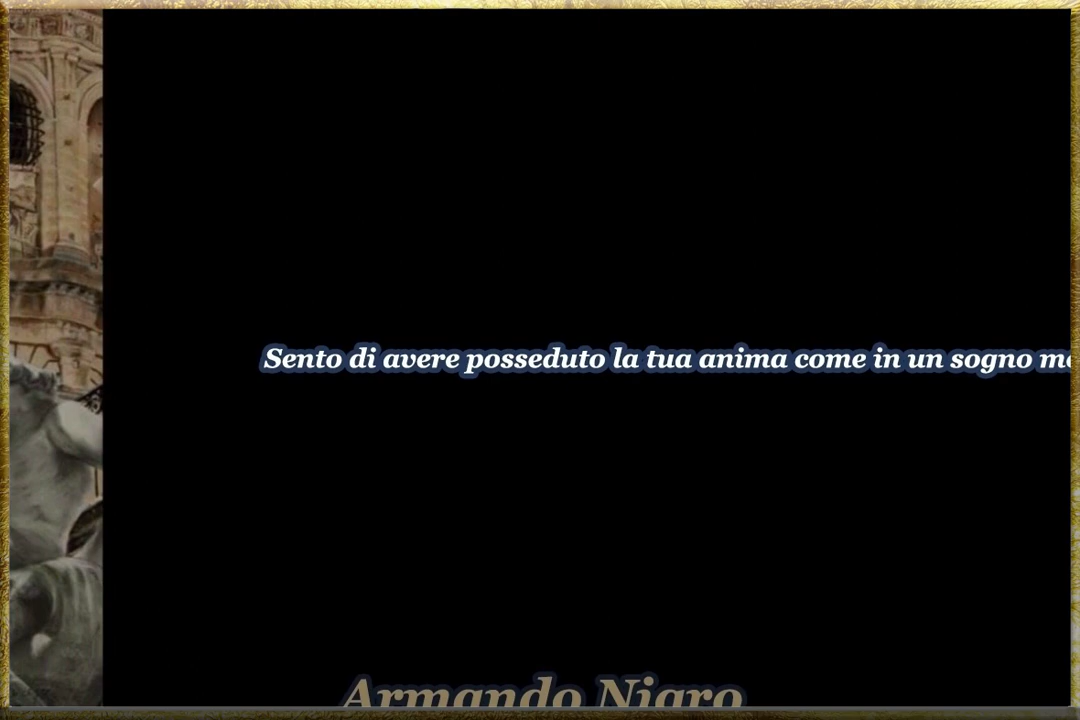 Sento di avere posseduto la tua anima come in un sogno
Armando Nigro